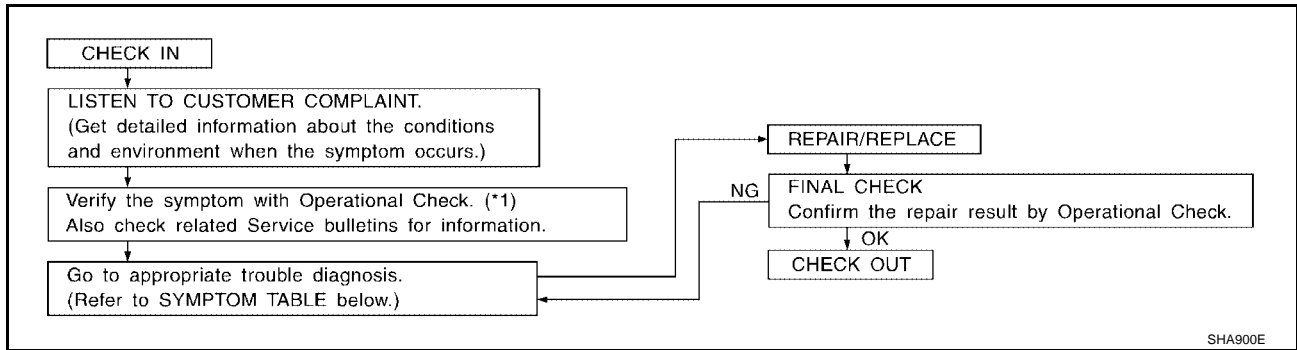 CHECK IN
LISTEN TO CUSTOMER COMPLAINT.
(Get detailed information about the conditions
and environment when the symptom occurs.)
Verify the symptom with Operational Check. (*1)
Also check related Service bulletins for information.
Go to appropriate trouble diagnosis.
(Refer to SYMPTOM TABLE below.)
REPAIR/REPLACE
NG
FINAL CHECK
Confirm the repair result by Operational Check.
OK
CHECK OUT
SHA900E